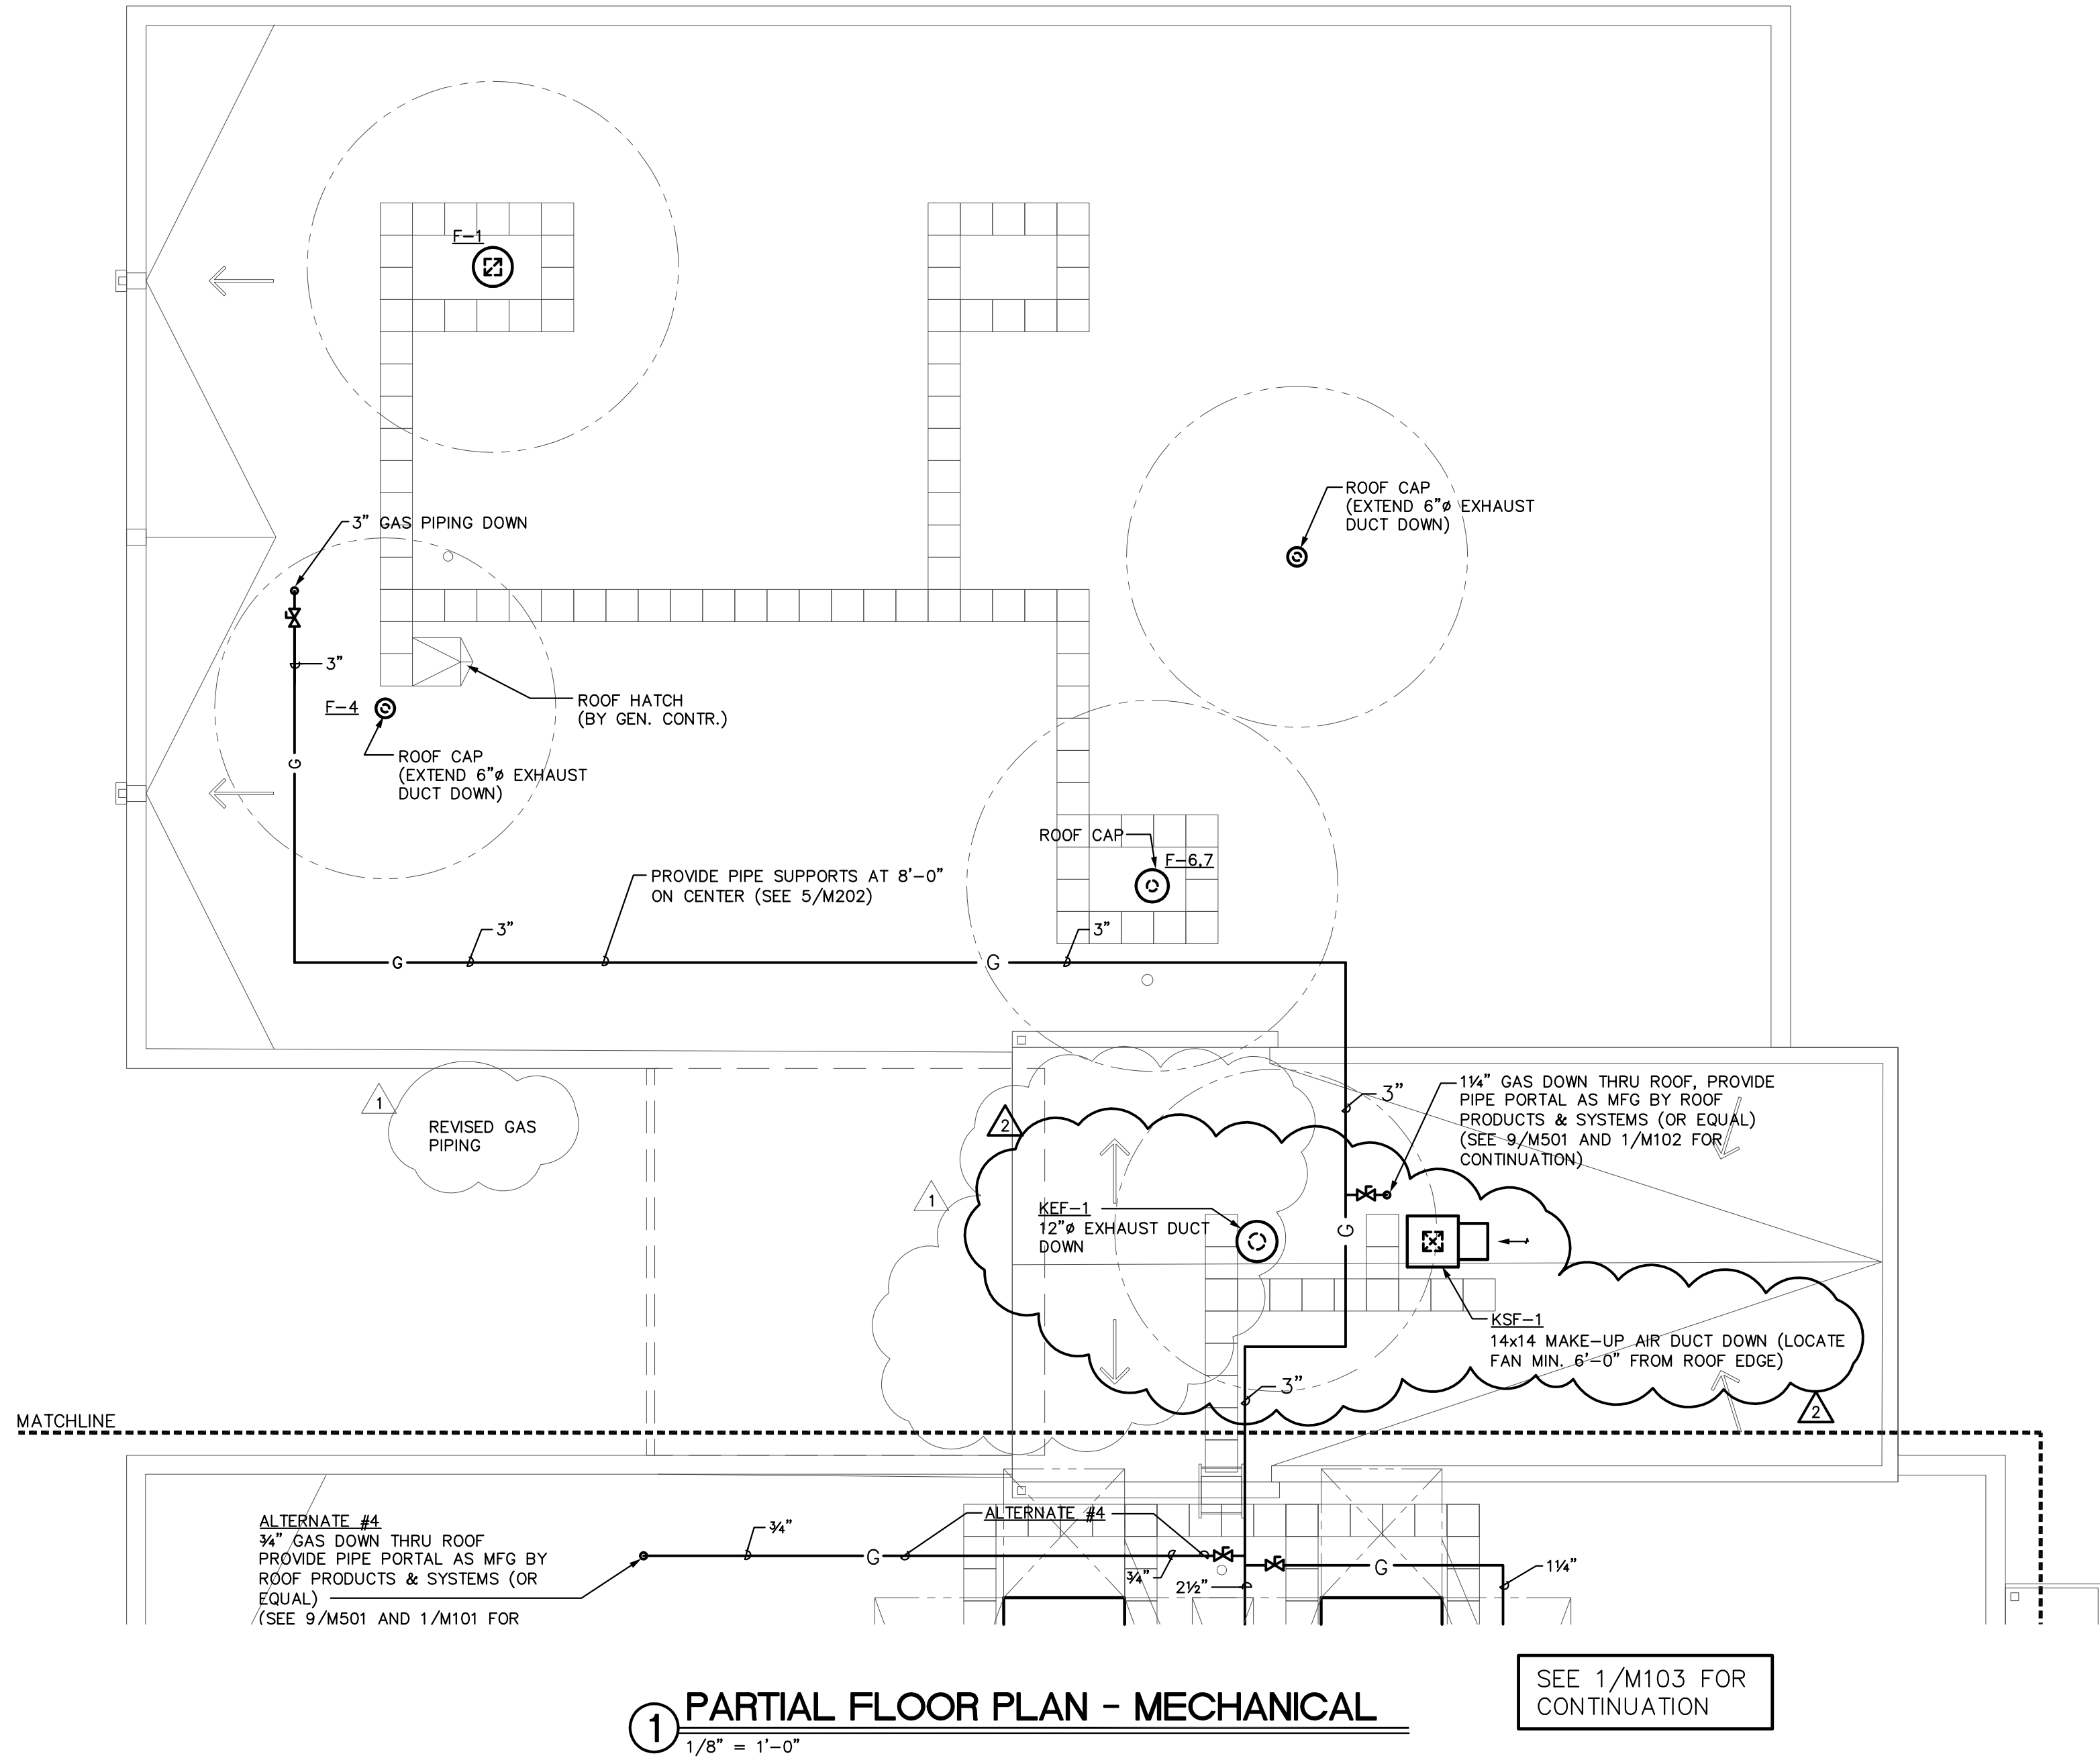 F-1
ROOF CAP
(EXTEND 6"ø EXHAUST
DUCT DOWN)
3" GAS PIPING DOWN
3"
ROOF HATCH
(BY GEN. CONTR.)
F-4
ROOF CAP
(EXTEND 6"ø EXHAUST
DUCT DOWN)
G
ROOF CAP
F-6,7
PROVIDE PIPE SUPPORTS AT 8'-0"
ON CENTER (SEE 5/M202)
3"
3"
G
G
1
REVISED GAS
PIPING
2
3"
1¼" GAS DOWN THRU ROOF, PROVIDE
PIPE PORTAL AS MFG BY ROOF
PRODUCTS & SYSTEMS (OR EQUAL)
(SEE 9/M501 AND 1/M102 FOR
CONTINUATION)
1
KEF-1
12"ø EXHAUST DUCT
DOWN
G
KSF-1
14x14 MAKE-UP AIR DUCT DOWN (LOCATE
FAN MIN. 6'-0" FROM ROOF EDGE)
3"
2
MATCHLINE
ALTERNATE #4
¾" GAS DOWN THRU ROOF
PROVIDE PIPE PORTAL AS MFG BY
ROOF PRODUCTS & SYSTEMS (OR
EQUAL)
(SEE 9/M501 AND 1/M101 FOR
¾"
ALTERNATE #4
G
¾"
2½"
G
1¼"
SEE 1/M103 FOR
CONTINUATION
1
PARTIAL FLOOR PLAN - MECHANICAL
1/8" = 1'-0"